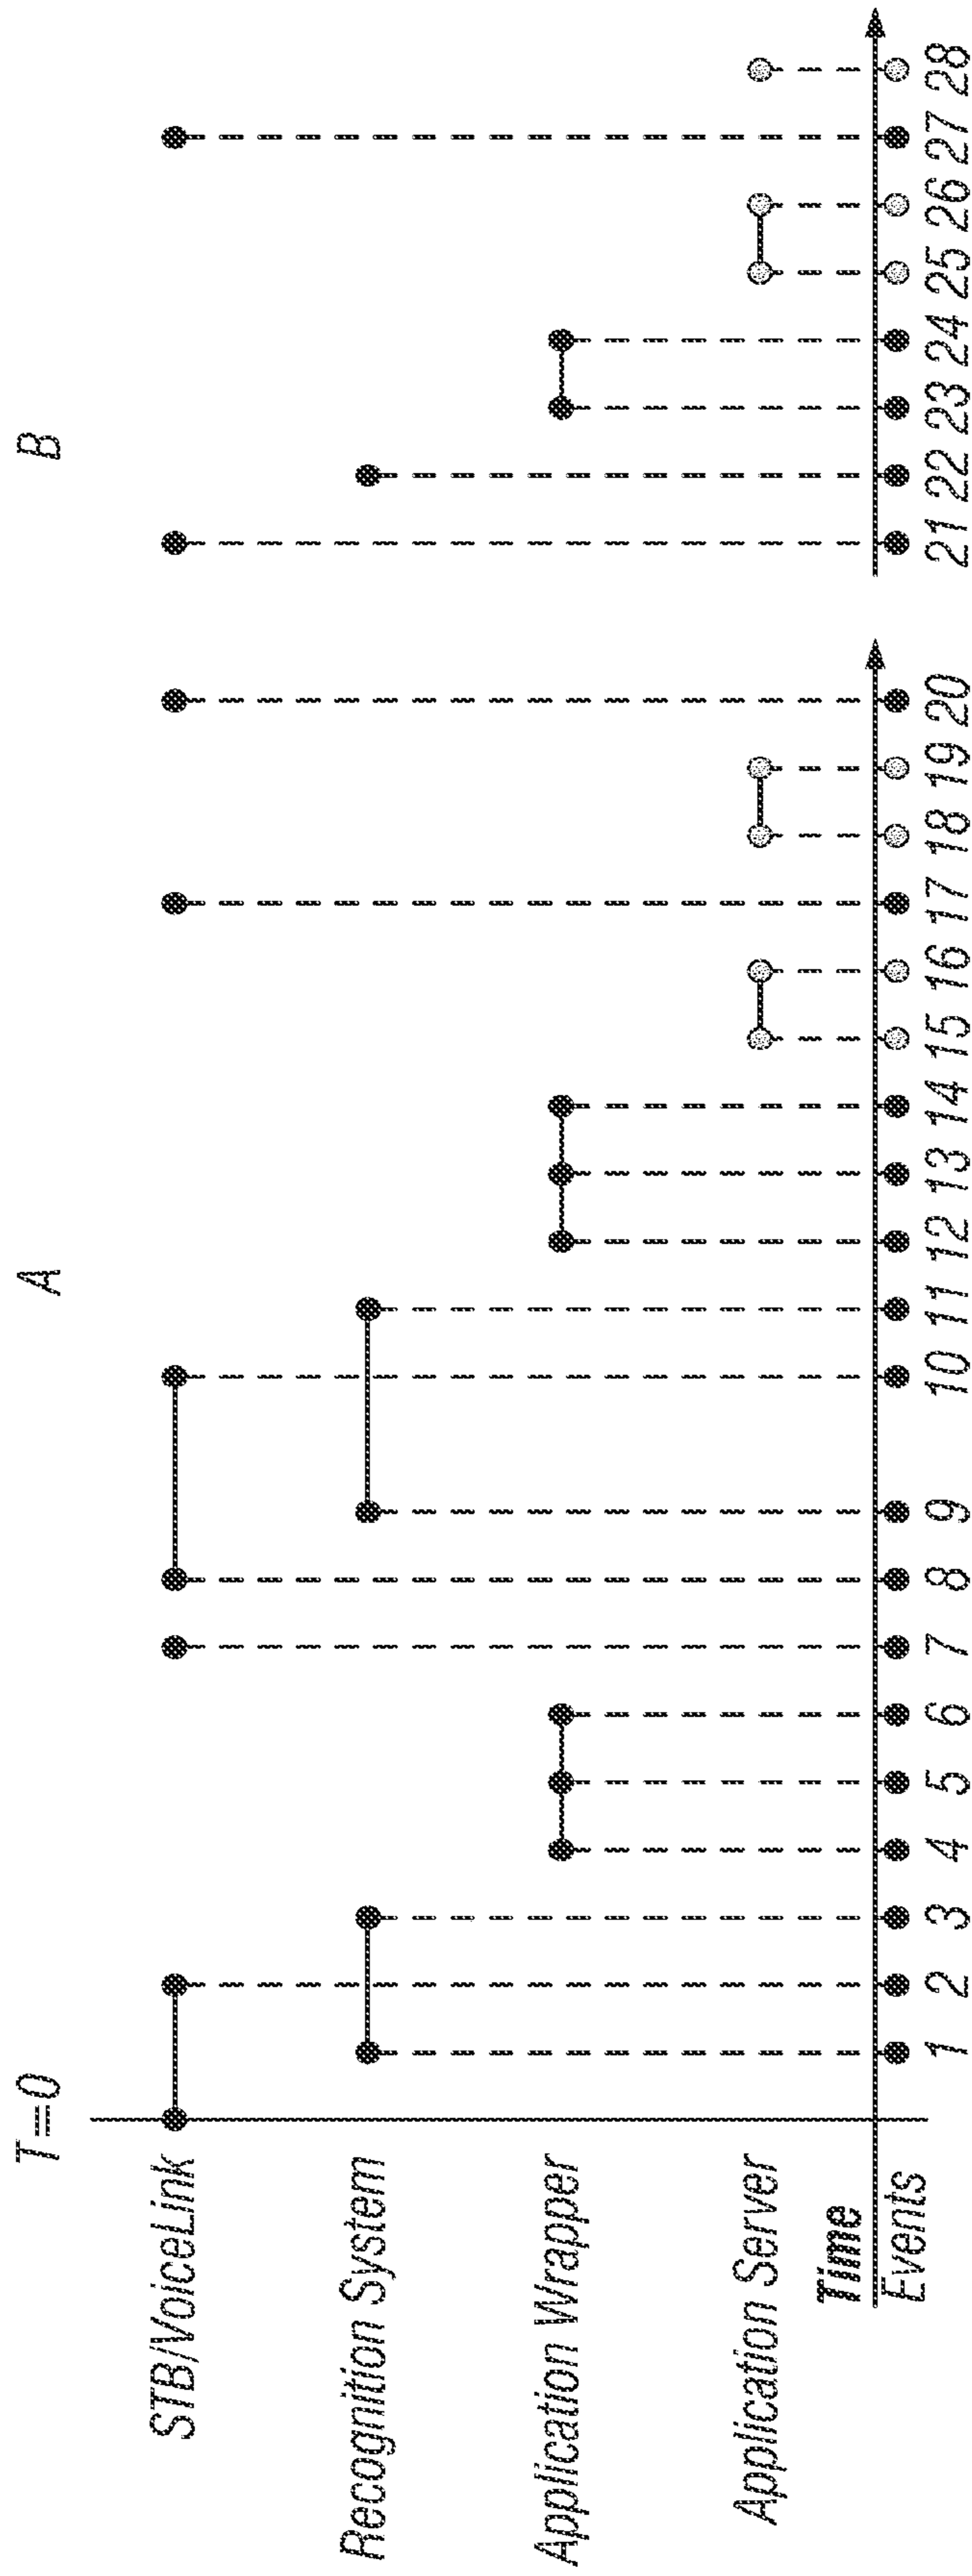 T=0
A
B
STB/VoiceLink
Recognition System
Application Wrapper
Application Server
Time
Events
1 2 3 4 5 6 7 8 9 10 11 12 13 14 15 16 17 18 19 20 21 22 23 24 25 26 27 28